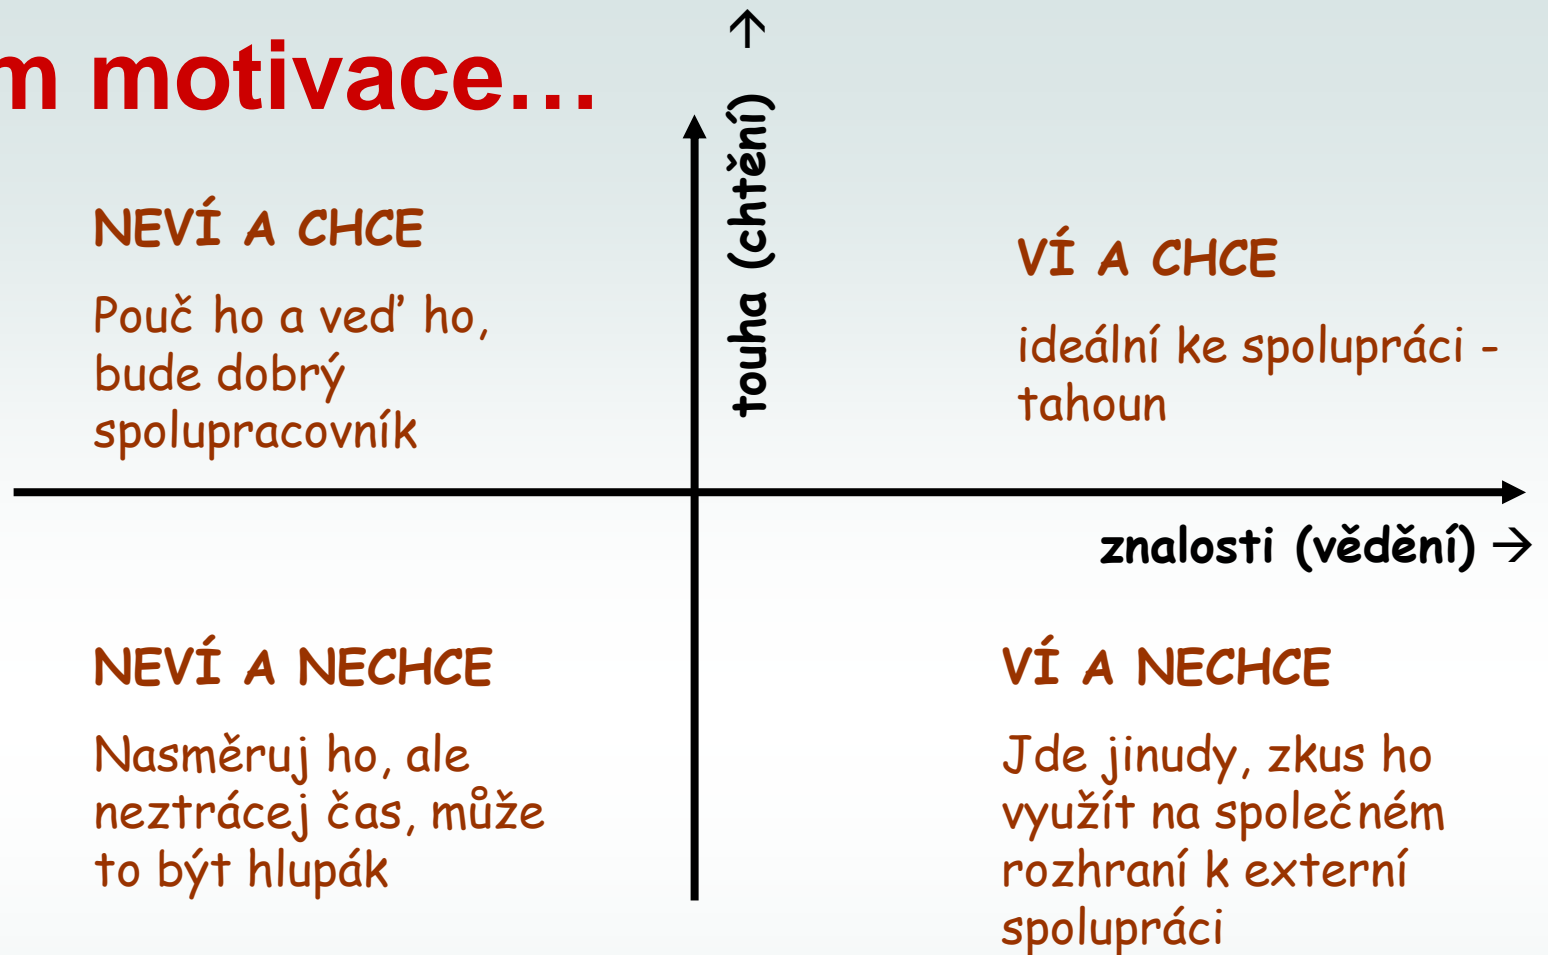 m motivace...
↑
touha (chtění)
NEVÍ A CHCE
Pouč ho a veď ho,
bude dobrý
spolupracovník
VÍ A CHCE
ideální ke spolupráci -
tahoun
znalosti (vědění) →
NEVÍ A NECHCE
Nasměruj ho, ale
neztrácej čas, může
to být hlupák
VÍ A NECHCE
Jde jinudy, zkus ho
využít na společném
rozhraní k externí
spolupráci